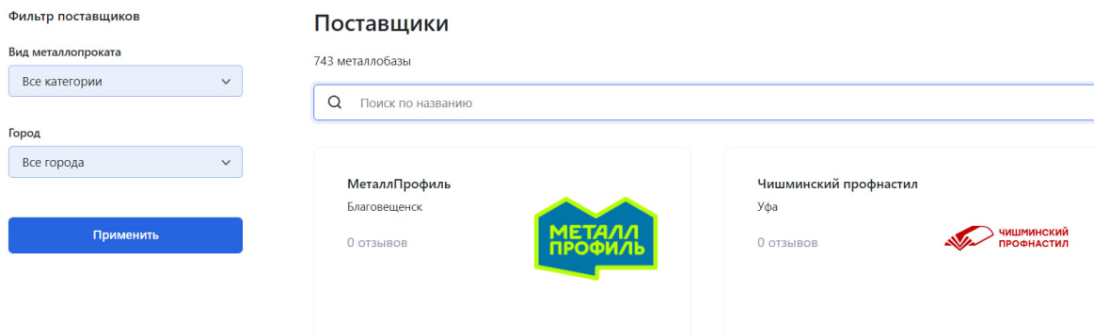 Фильтр поставщиков
Вид металлопроката
Все категории
Город
Все города
Применить
Поставщики
743 металлобазы
Поиск по названию
МеталлПрофиль
Благовещенск
0 отзывов
МЕТАЛЛ
ПРОФИЛЬ
Чишминский профнастил
Уфа
0 отзывов
ЧИШМИНСКИЙ
ПРОФНАСТИЛ